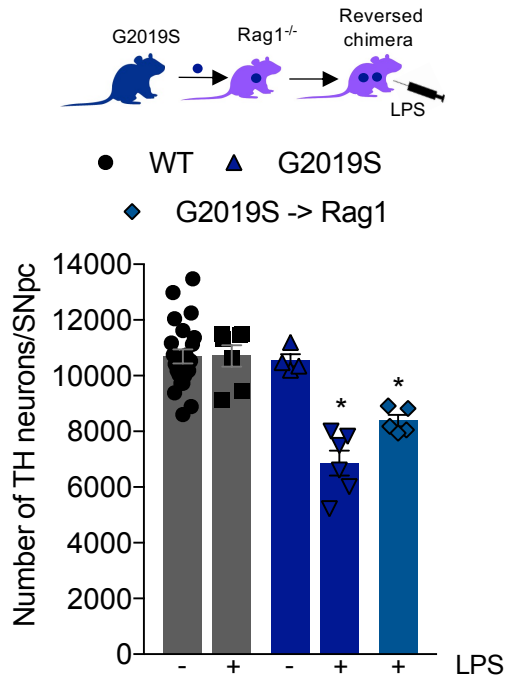 G2019S Rag1-/- Reversed chimera
LPS
WT G2019S
G2019S -> Rag1
Number of TH neurons/SNpc
14000
12000
10000
8000
6000
4000
2000
0
* *
- + - + + LPS